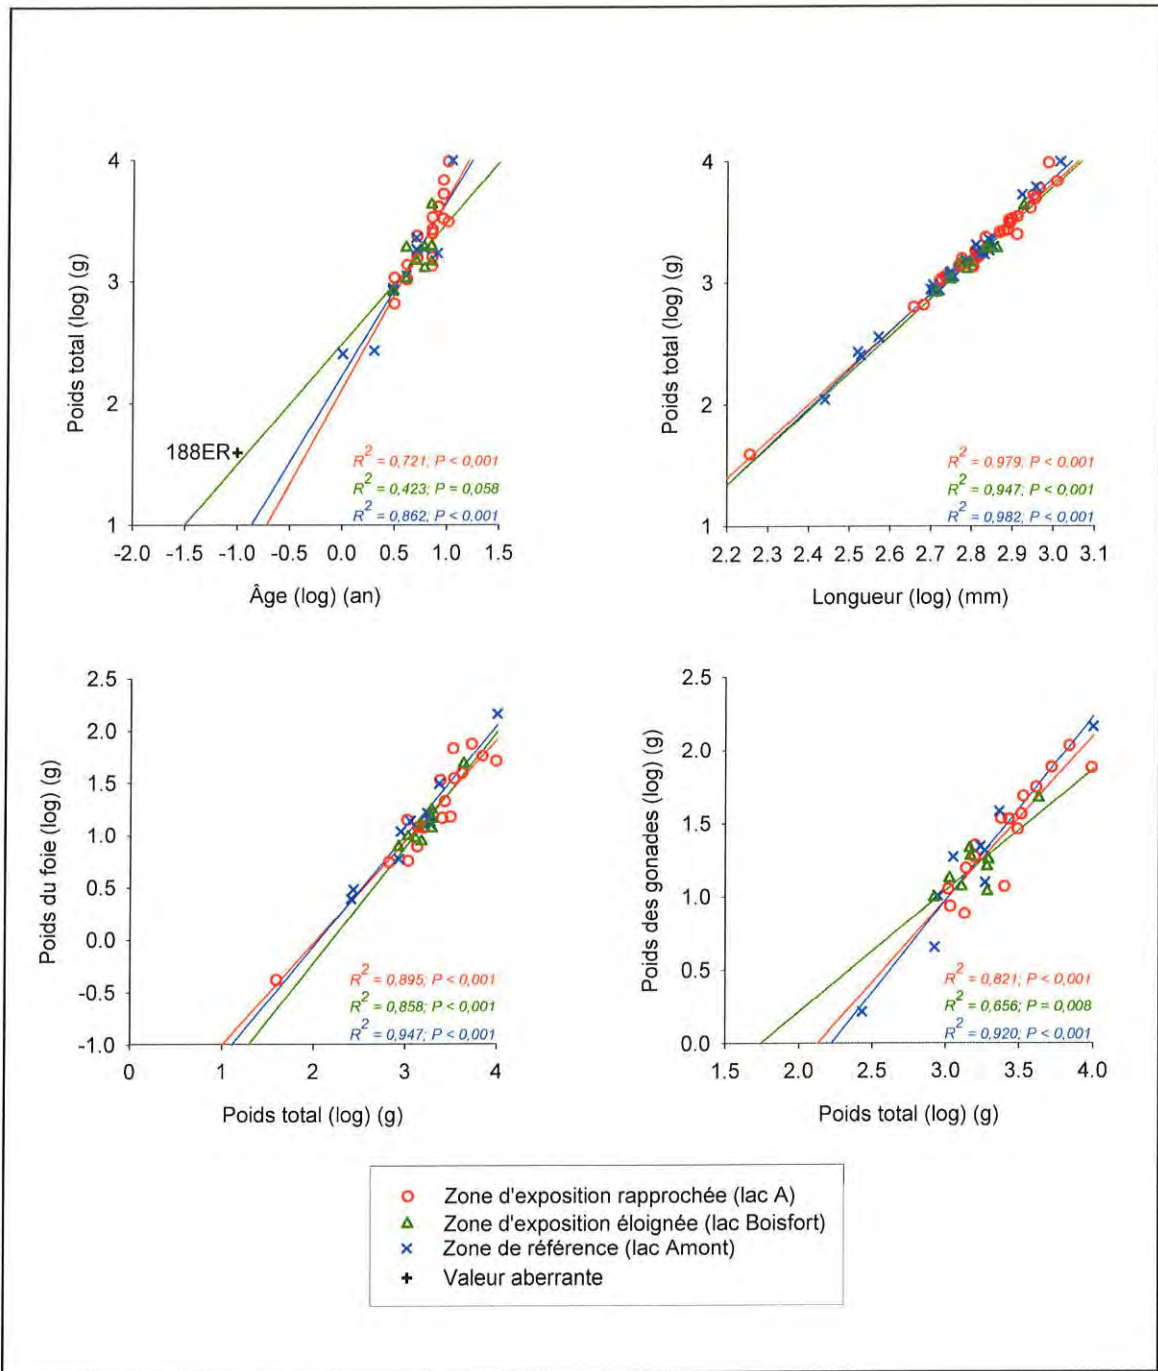 4
3
2
1
Poids total (log) (g)
188ER
R² = 0,721; P < 0,001
R² = 0,423; P = 0,058
R² = 0,862; P < 0,001
-2.0 -1.5 -1.0 -0.5 0.0 0.5 1.0 1.5
Âge (log) (an)
4
3
2
1
Poids total (log) (g)
R² = 0,979; P < 0,001
R² = 0,947; P < 0,001
R² = 0,982; P < 0,001
2.2 2.3 2.4 2.5 2.6 2.7 2.8 2.9 3.0 3.1
Longueur (log) (mm)
2.5
2.0
1.5
1.0
0.5
0.0
-0.5
-1.0
Poids du foie (log) (g)
R² = 0,895; P < 0,001
R² = 0,858; P < 0,001
R² = 0,947; P < 0,001
0 1 2 3 4
Poids total (log) (g)
2.5
2.0
1.5
1.0
0.5
0.0
Poids des gonades (log) (g)
R² = 0,821; P < 0,001
R² = 0,656; P = 0,008
R² = 0,920; P < 0,001
1.5 2.0 2.5 3.0 3.5 4.0
Poids total (log) (g)
Zone d'exposition rapprochée (lac A)
Zone d'exposition éloignée (lac Boisfort)
Zone de référence (lac Amont)
Valeur aberrante